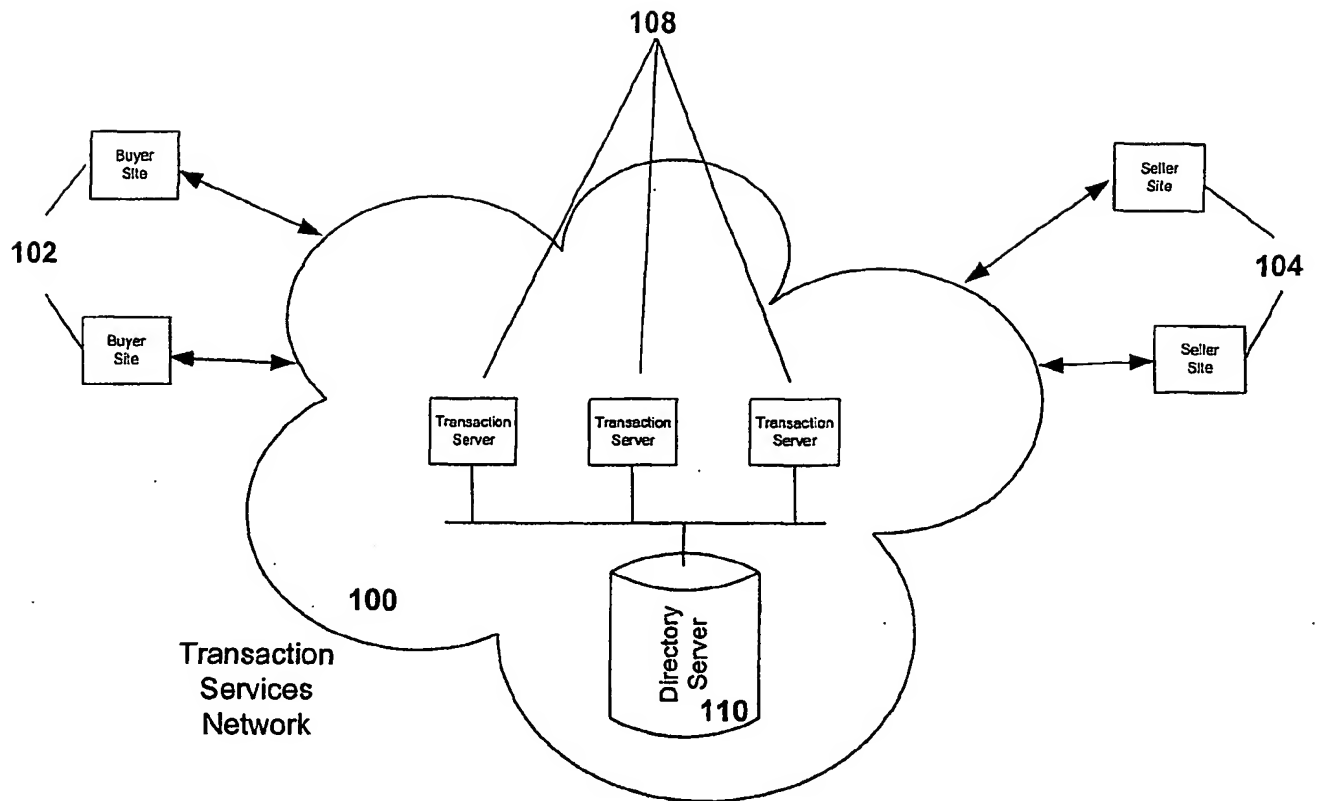 108
Buyer
Site
Seller
Site
102
104
Buyer
Site
Seller
Site
Transaction
Server
Transaction
Server
Transaction
Server
100
Transaction
Services
Network
Directory
Server
110